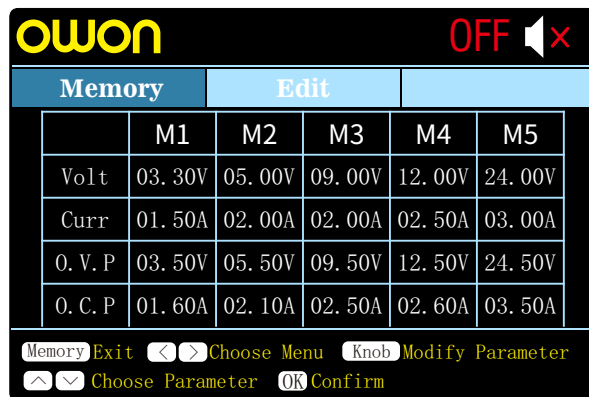 owon OFF ×
Memory Edit
M1 M2 M3 M4 M5
Volt 03.30V 05.00V 09.00V 12.00V 24.00V
Curr 01.50A 02.00A 02.00A 02.50A 03.00A
O.V.P 03.50V 05.50V 09.50V 12.50V 24.50V
O.C.P 01.60A 02.10A 02.50A 02.60A 03.50A
Memory Exit < > Choose Menu Knob Modify Parameter
Choose Parameter OK Confirm